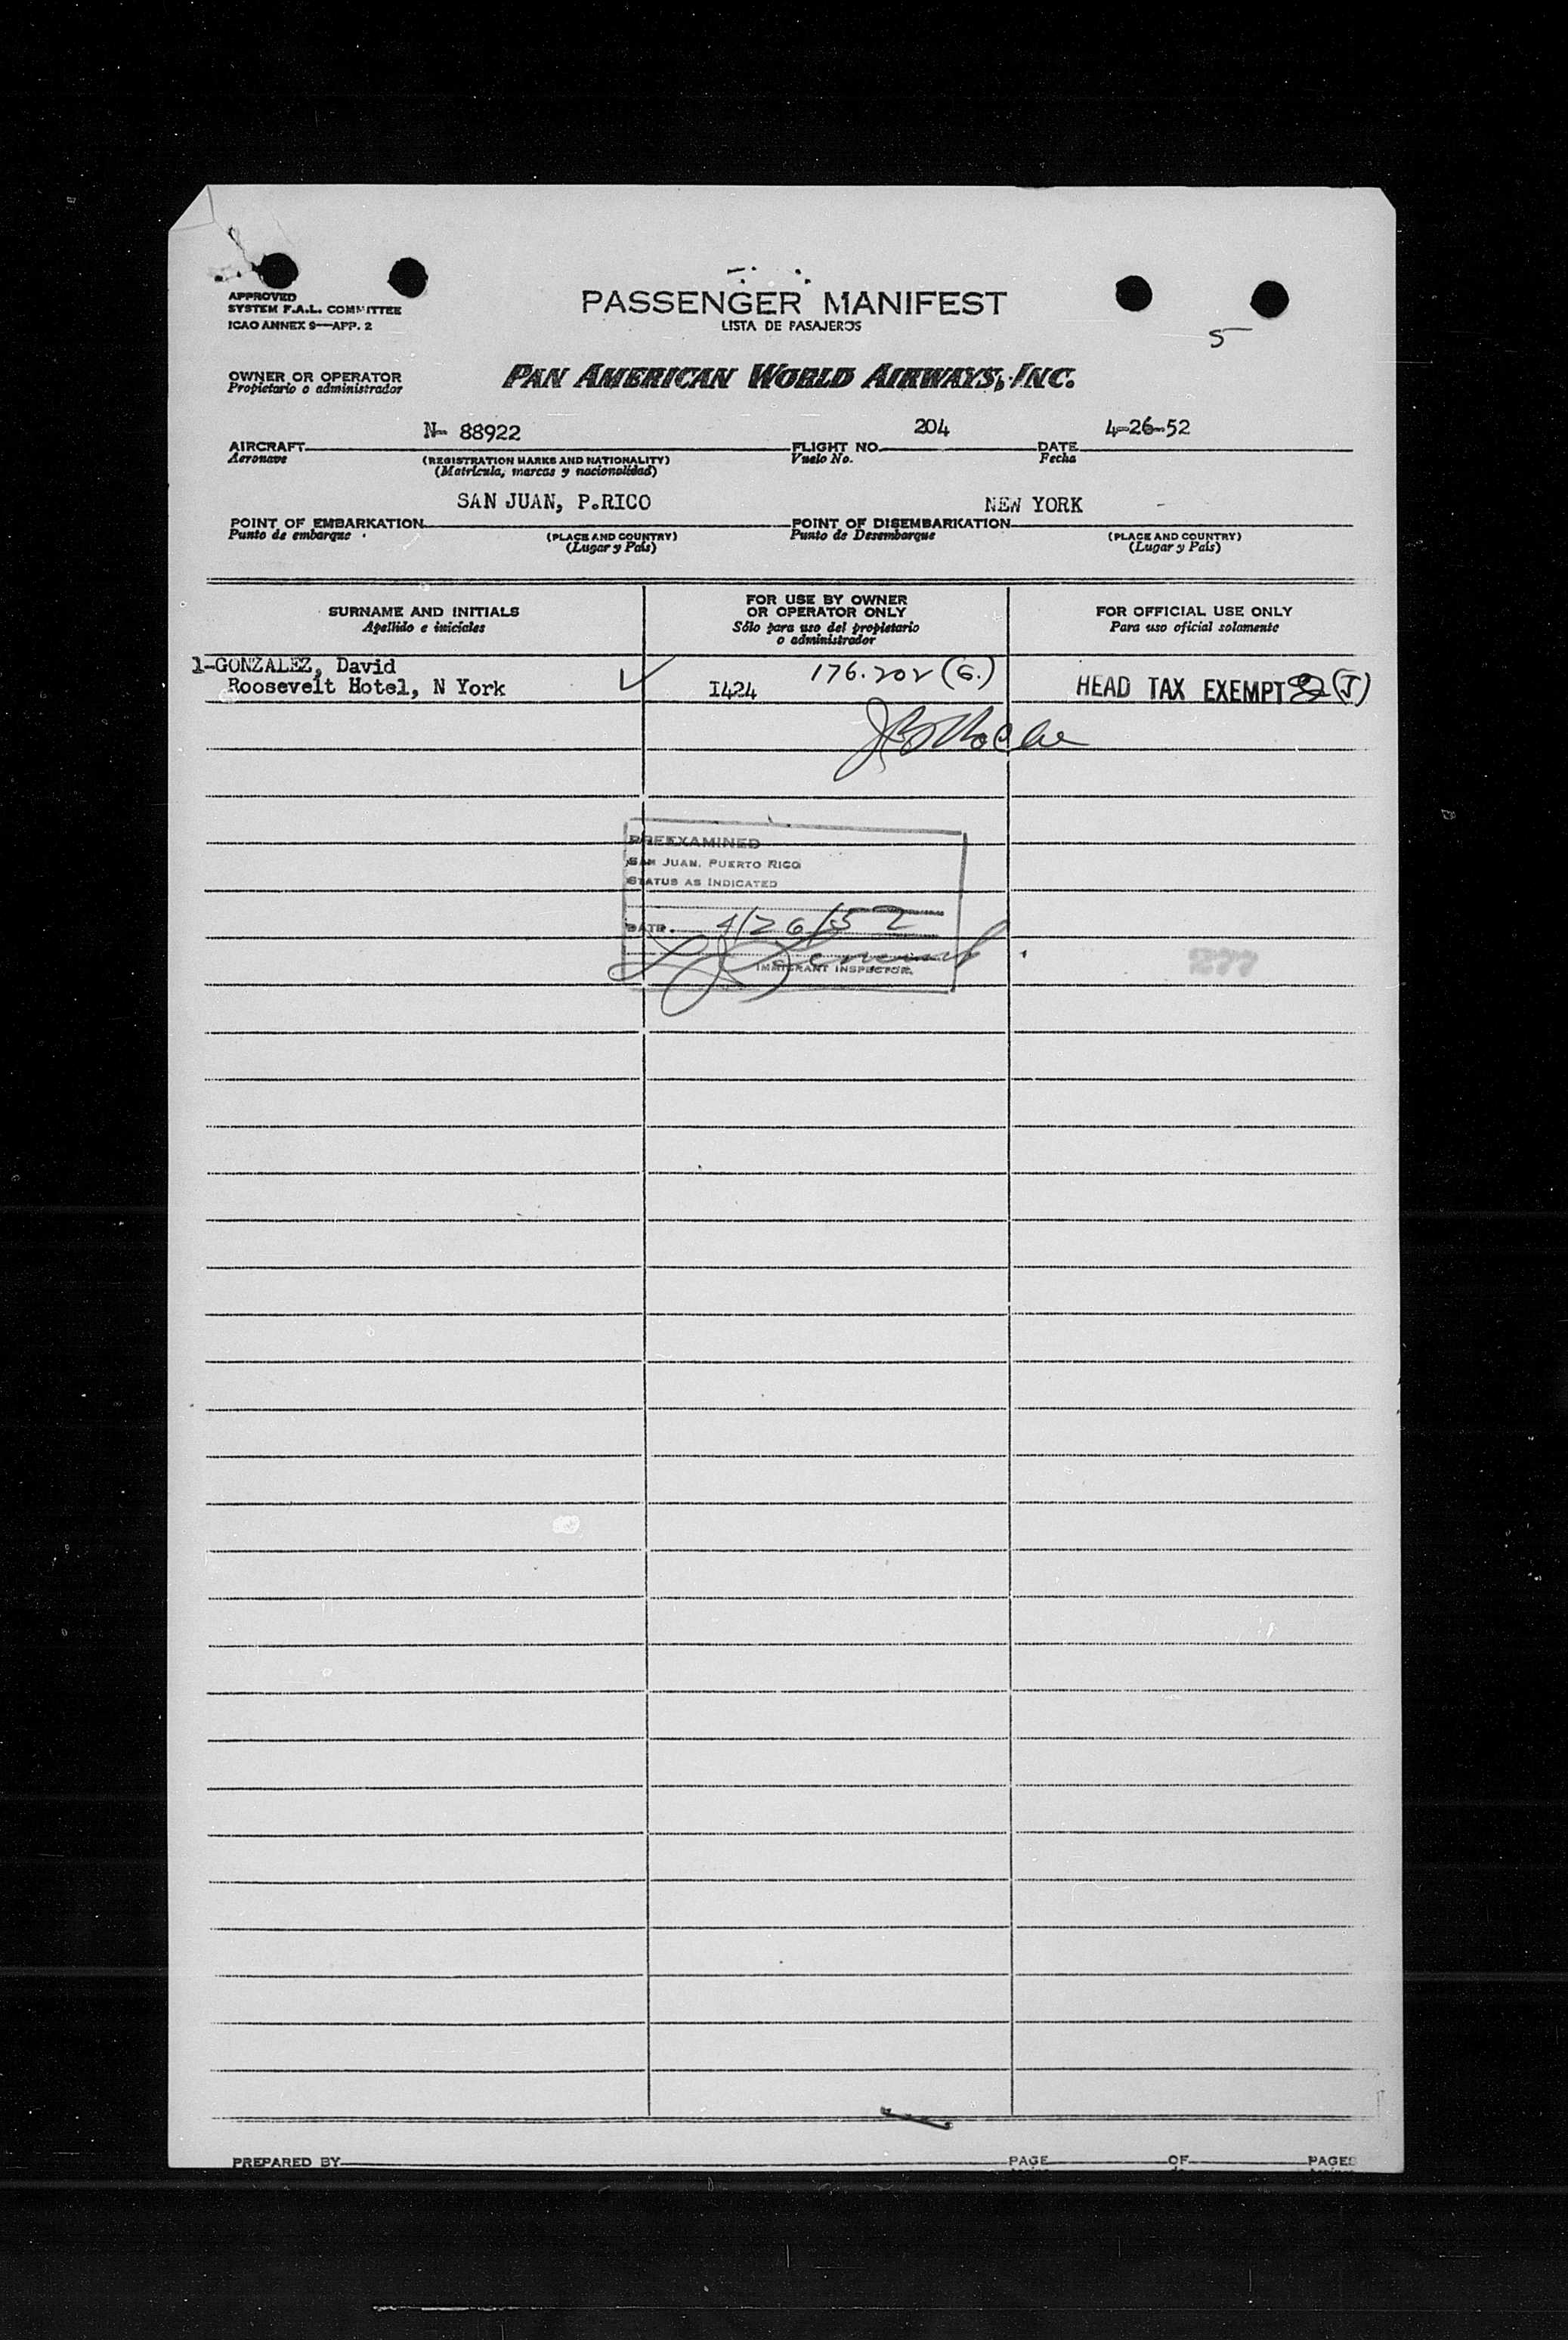 APPROVED
SYSTEM F.A.L. COMMITTEE
ICAO ANNEX 9—APP. 2
PASSENGER MANIFEST
LISTA DE PASAJEROS
5
OWNER OR OPERATOR
Propietario o administrador
PAN AMERICAN WORLD AIRWAYS, INC.
AIRCRAFT N- 88922 FLIGHT NO. 204 DATE 4-26-52
Aeronave (REGISTRATION MARKS AND NATIONALITY) Vuelo No. Fecha
(Matrícula, marcas y nacionalidad)
POINT OF EMBARKATION SAN JUAN, P.RICO POINT OF DISEMBARKATION NEW YORK
Punto de embarque (PLACE AND COUNTRY) Punto de Desembarque (PLACE AND COUNTRY)
(Lugar y País) (Lugar y País)
SURNAME AND INITIALS
Apellido e iniciales
FOR USE BY OWNER
OR OPERATOR ONLY
Sólo para uso del propietario
o administrador
FOR OFFICIAL USE ONLY
Para uso oficial solamente
1-GONZALEZ, David 176.202 (G.)
Roosevelt Hotel, N York I424 HEAD TAX EXEMPT (J)
PREEXAMINED
SAN JUAN, PUERTO RICO
STATUS AS INDICATED
DATE. 4/26/52
IMMIGRANT INSPECTOR.
277
PREPARED BY PAGE OF PAGES